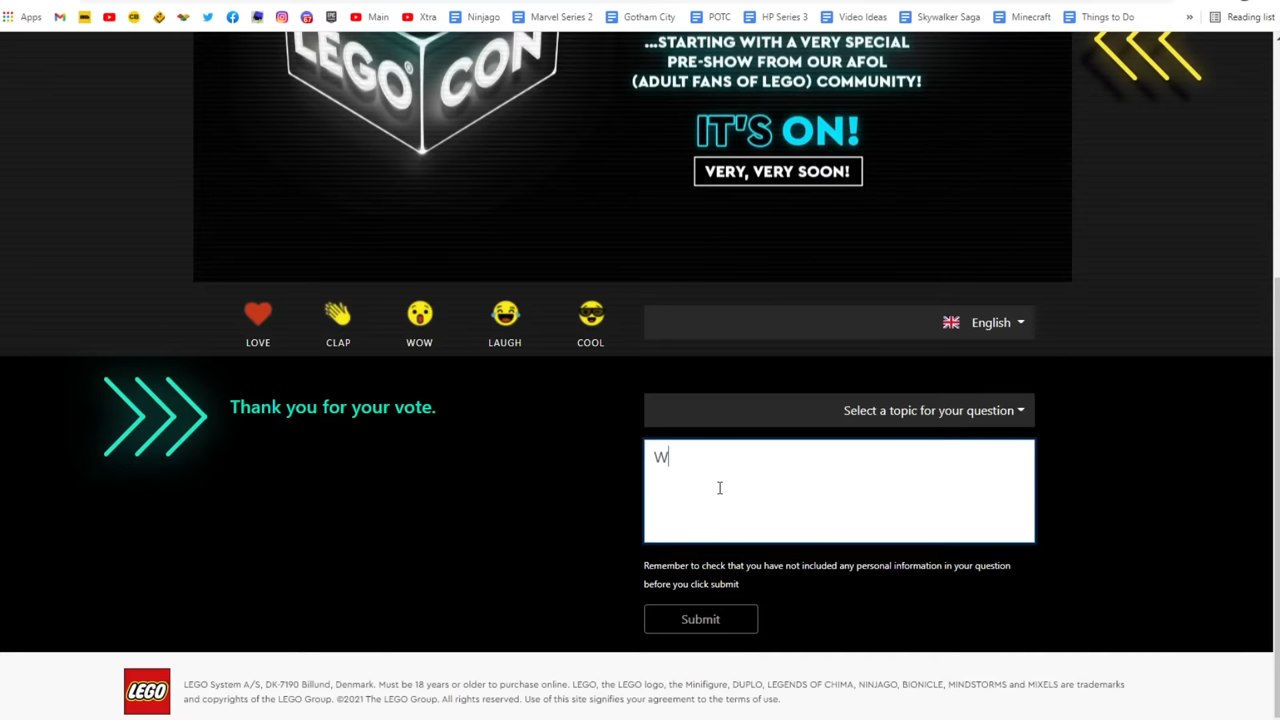 Apps Main Xtra Ninjago Marvel Series 2 Gotham City POTC HP Series 3 Video Ideas Skywalker Saga Minecraft Things to Do » Reading list
LEGO® CON
...STARTING WITH A VERY SPECIAL
PRE-SHOW FROM OUR AFOL
(ADULT FANS OF LEGO) COMMUNITY!
IT'S ON!
VERY, VERY SOON!
LOVE CLAP WOW LAUGH COOL
English
Thank you for your vote.
Select a topic for your question
W
Remember to check that you have not included any personal information in your question
before you click submit
Submit
LEGO
LEGO System A/S, DK-7190 Billund, Denmark. Must be 18 years or older to purchase online. LEGO, the LEGO logo, the Minifigure, DUPLO, LEGENDS OF CHIMA, NINJAGO, BIONICLE, MINDSTORMS and MIXELS are trademarks
and copyrights of the LEGO Group. ©2021 The LEGO Group. All rights reserved. Use of this site signifies your agreement to the terms of use.